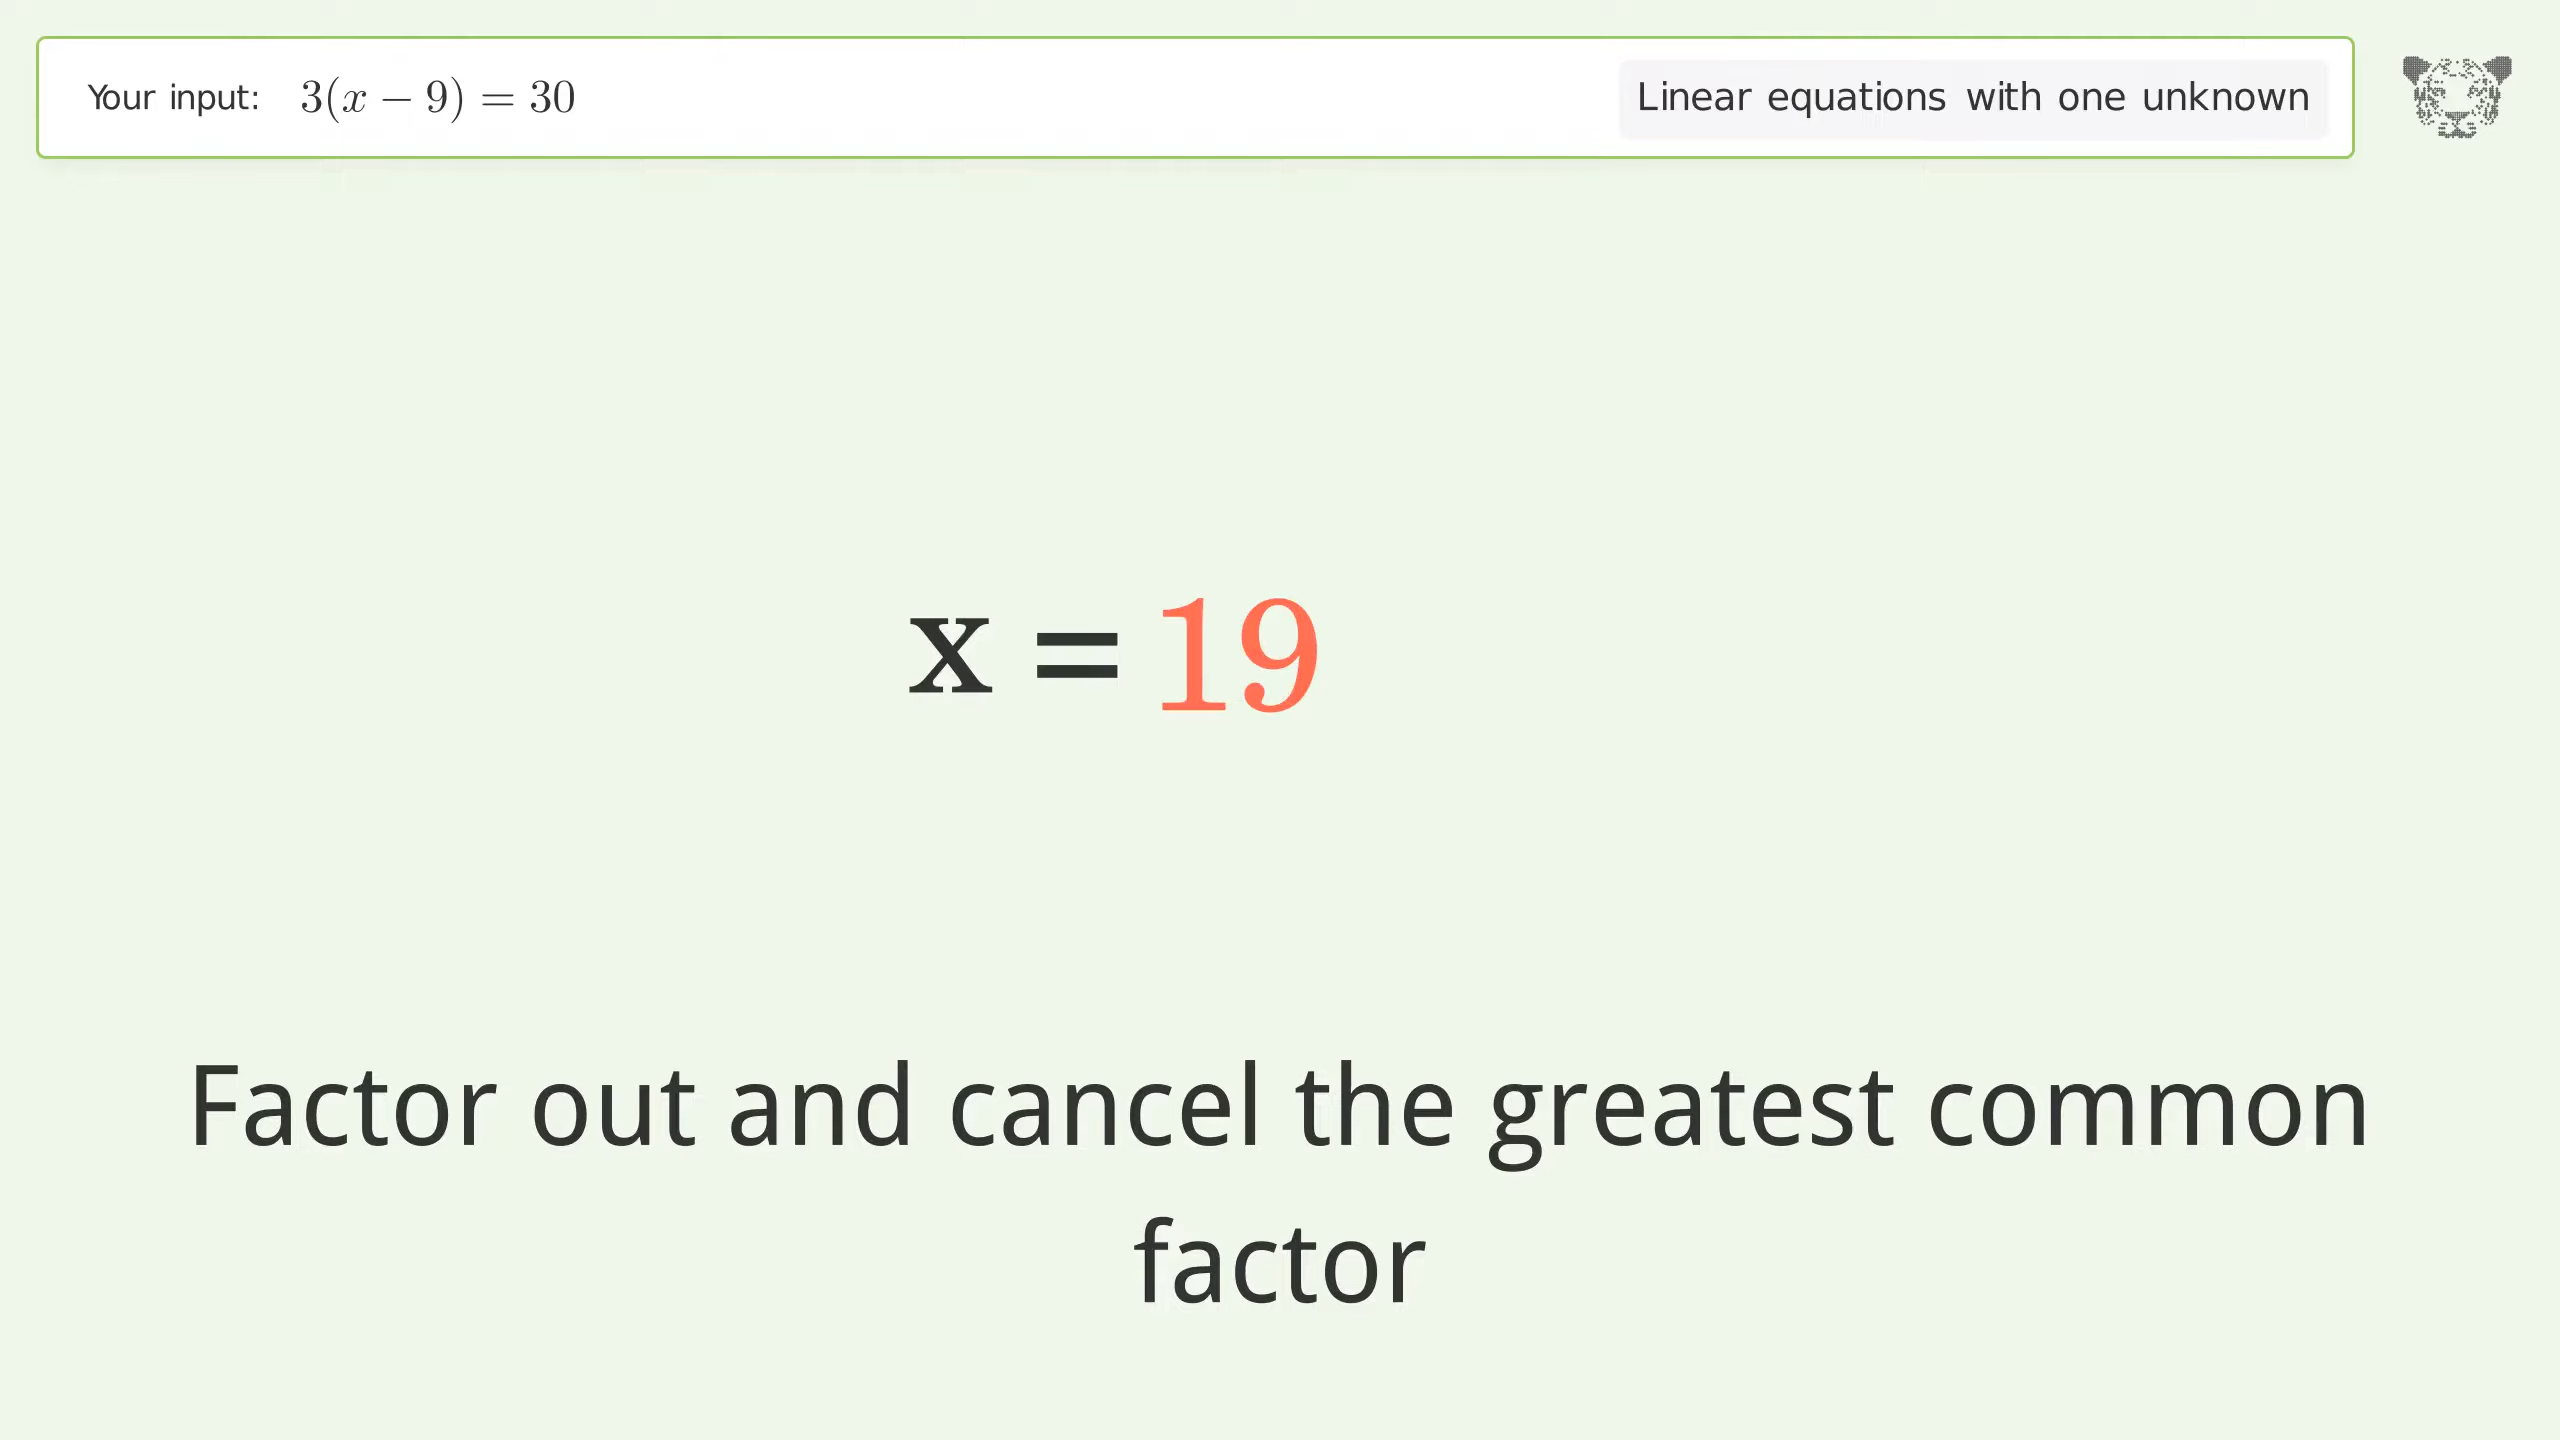 Your input: 3(x − 9) = 30 Linear equations with one unknown
x = 19
Factor out and cancel the greatest common
factor